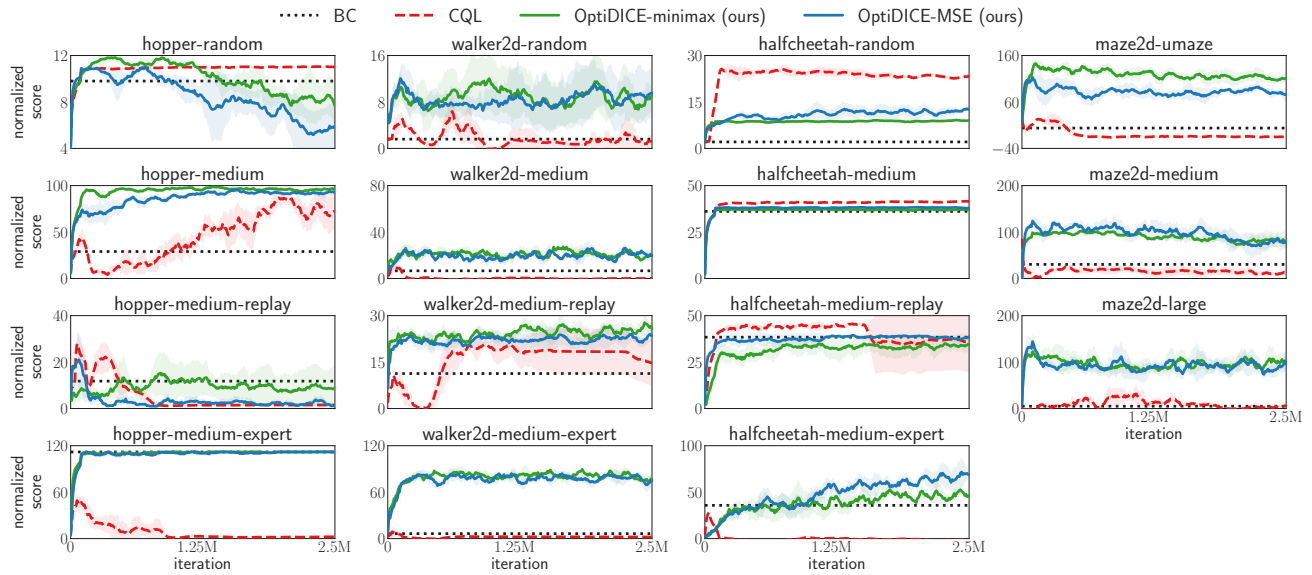 BC CQL OptiDICE-minimax (ours) OptiDICE-MSE (ours)
hopper-random walker2d-random halfcheetah-random maze2d-umaze
normalized score
12 8 4
16 8 0
30 15 0
160 60 −40
hopper-medium walker2d-medium halfcheetah-medium maze2d-medium
normalized score
100 50 0
80 40 0
50 25 0
200 100 0
hopper-medium-replay walker2d-medium-replay halfcheetah-medium-replay maze2d-large
normalized score
40 20 0
30 15 0
50 25 0
200 100 0
0 1.25M 2.5M
iteration
hopper-medium-expert walker2d-medium-expert halfcheetah-medium-expert
normalized score
120 60 0
120 60 0
100 50 0
0 1.25M 2.5M 0 1.25M 2.5M 0 1.25M 2.5M
iteration iteration iteration